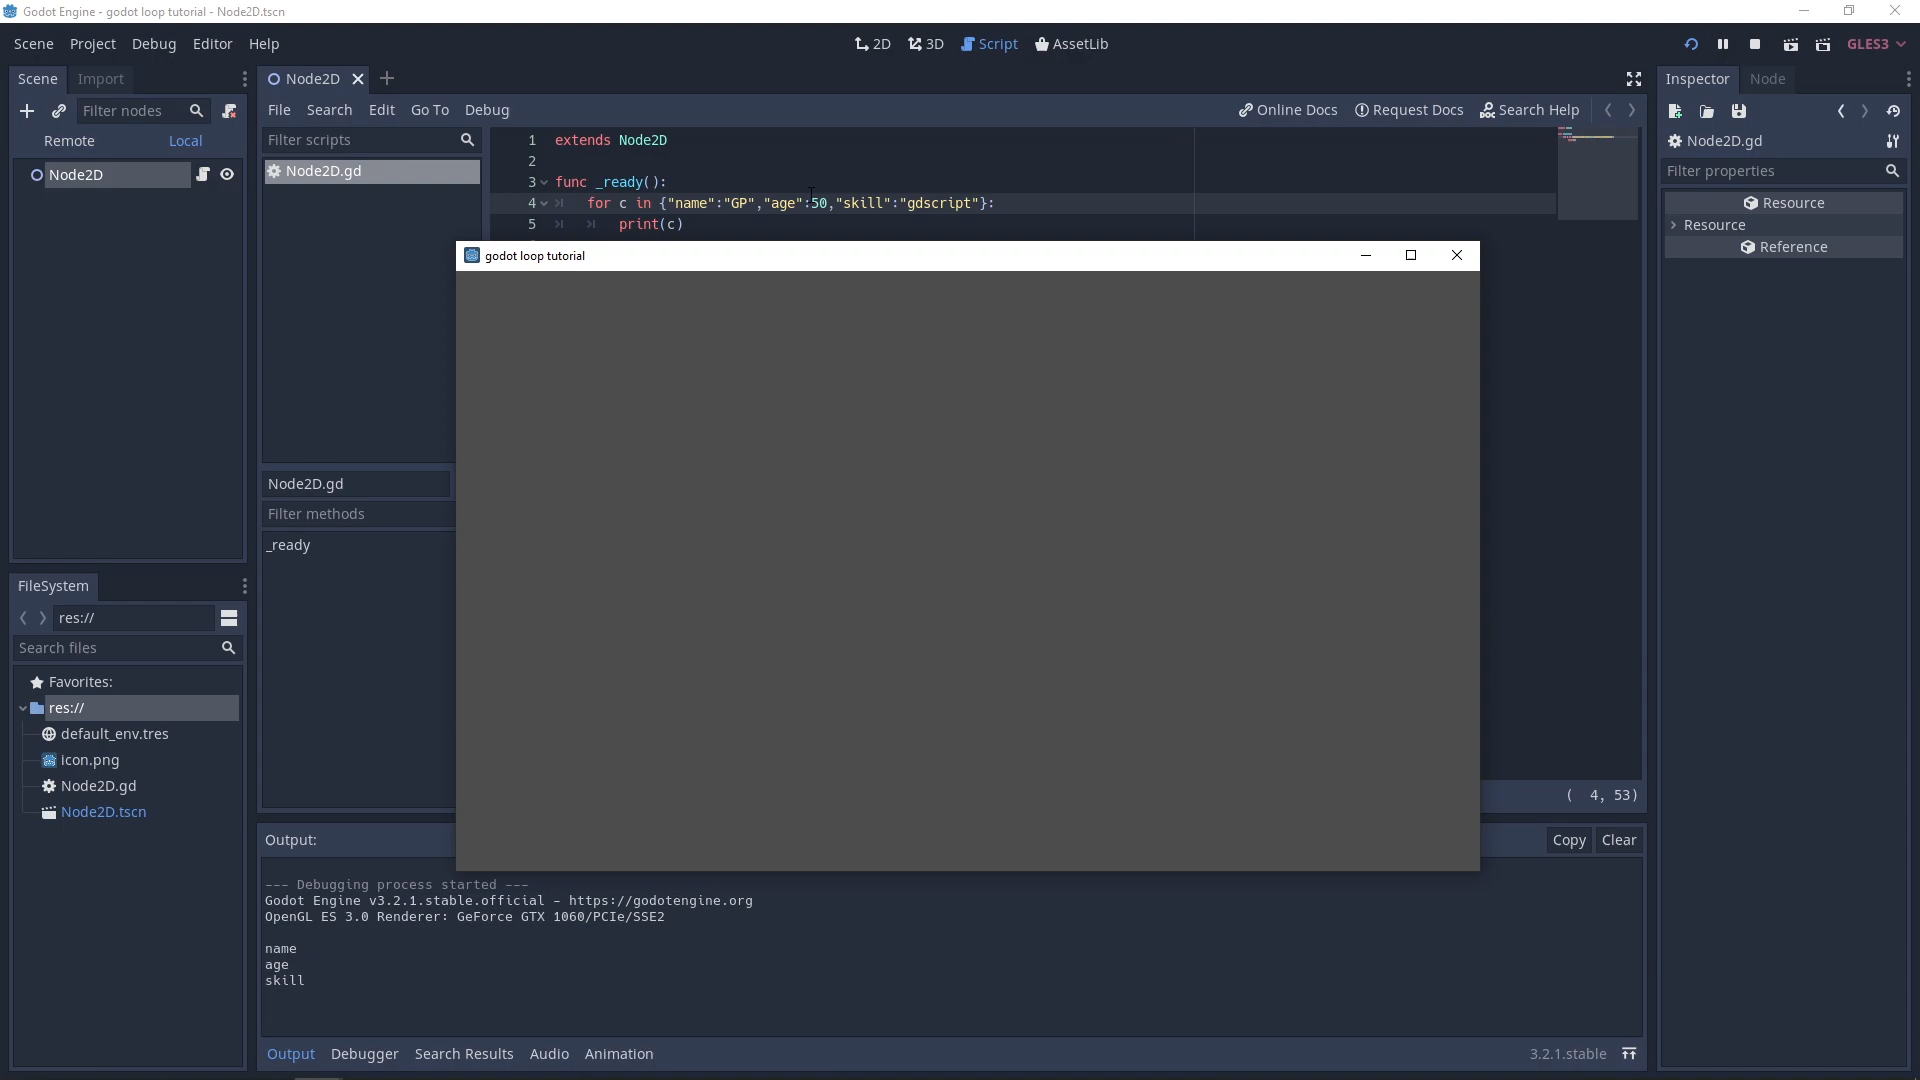 Godot Engine - godot loop tutorial - Node2D.tscn
Scene Project Debug Editor Help
2D 3D Script AssetLib
GLES3
Scene Import
Filter nodes
Remote Local
Node2D
FileSystem
res://
Search files
Favorites:
res://
default_env.tres
icon.png
Node2D.gd
Node2D.tscn
Node2D
File Search Edit Go To Debug
Online Docs Request Docs Search Help
Filter scripts
Node2D.gd
Node2D.gd
Filter methods
_ready
1 extends Node2D
2
3 func _ready():
4 for c in {"name":"GP","age":50,"skill":"gdscript"}:
5 print(c)
godot loop tutorial
( 4, 53)
Output:
Copy Clear
--- Debugging process started ---
Godot Engine v3.2.1.stable.official - https://godotengine.org
OpenGL ES 3.0 Renderer: GeForce GTX 1060/PCIe/SSE2
name
age
skill
Output Debugger Search Results Audio Animation
3.2.1.stable
Inspector Node
Node2D.gd
Filter properties
Resource
Resource
Reference